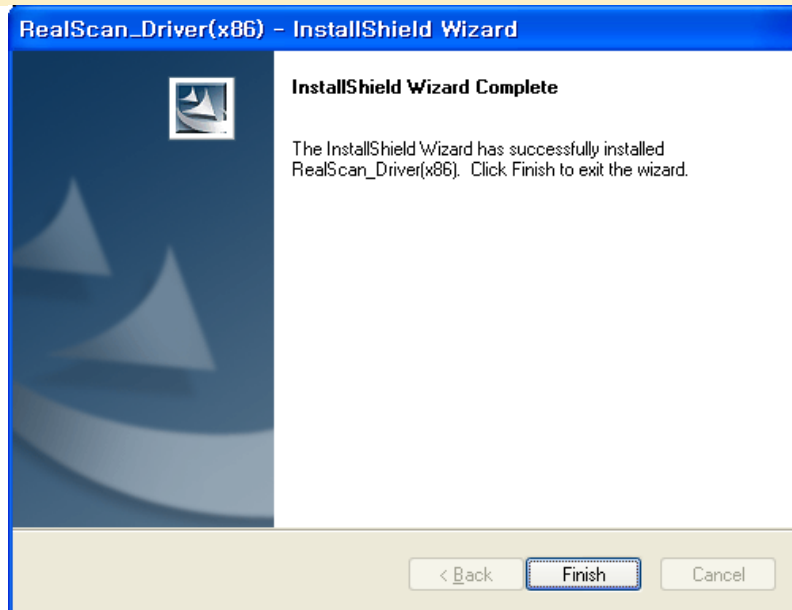 RealScan_Driver(x86) - InstallShield Wizard
InstallShield Wizard Complete
The InstallShield Wizard has successfully installed
RealScan_Driver(x86). Click Finish to exit the wizard.
< Back
Finish
Cancel